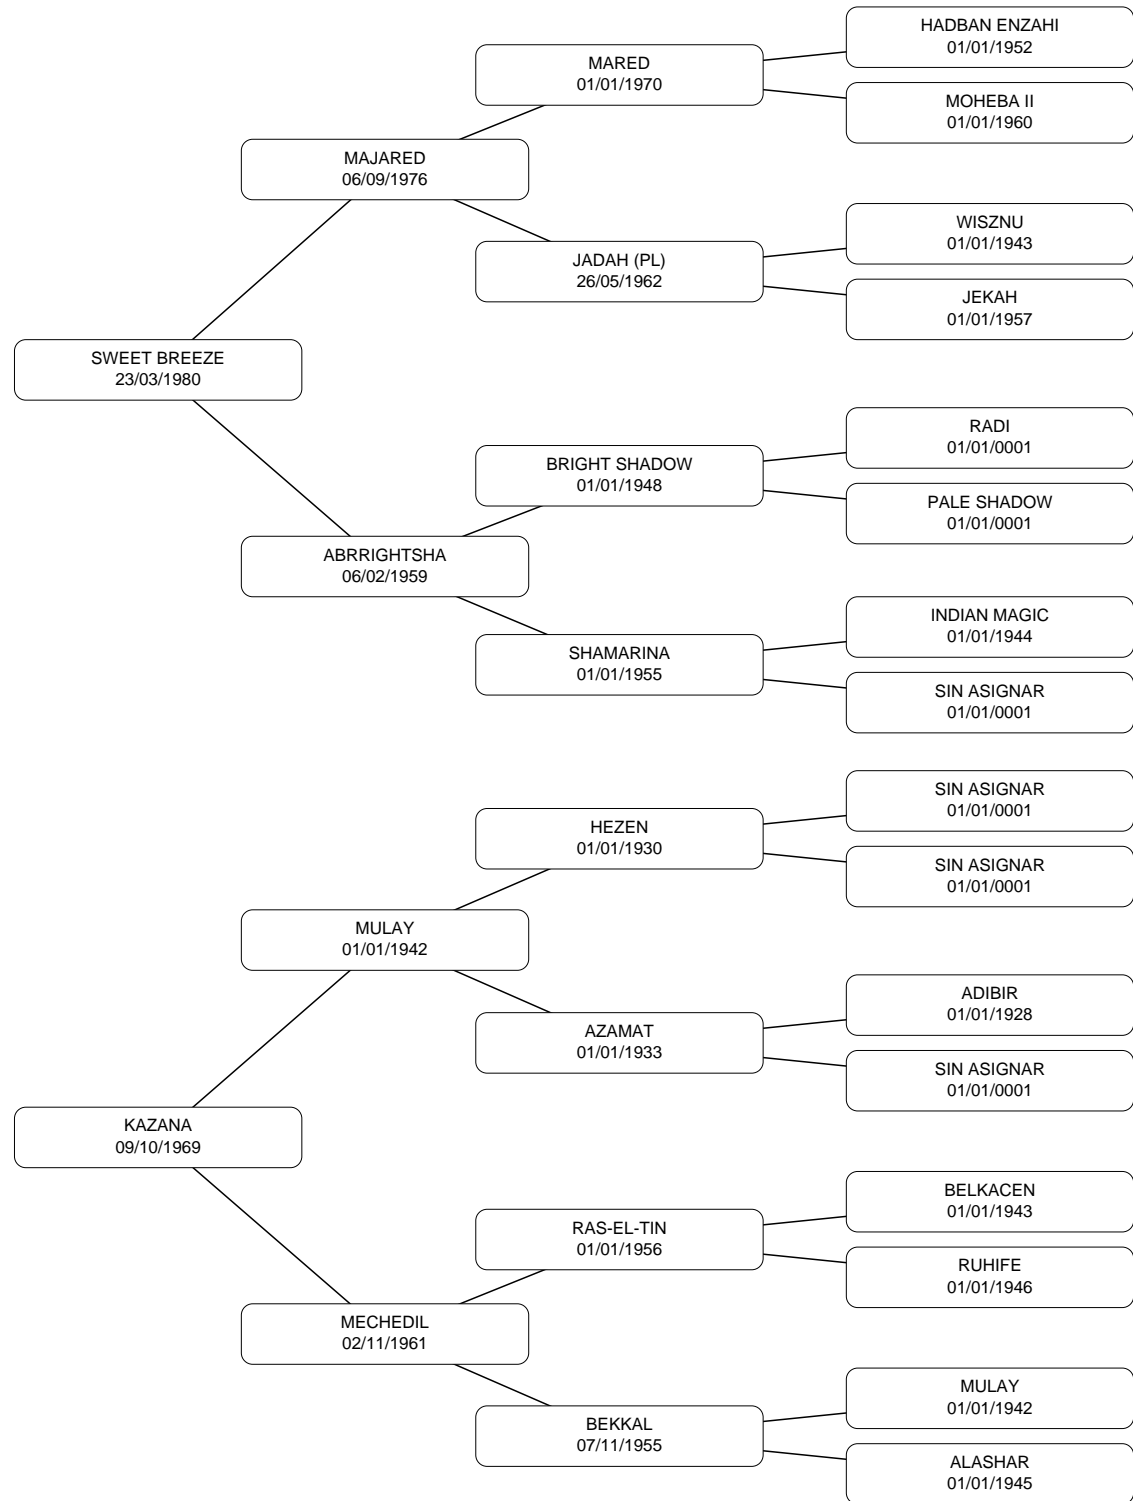 HADBAN ENZAHI
01/01/1952
MARED
01/01/1970
MOHEBA II
01/01/1960
MAJARED
06/09/1976
WISZNU
01/01/1943
JADAH (PL)
26/05/1962
JEKAH
01/01/1957
SWEET BREEZE
23/03/1980
RADI
01/01/0001
BRIGHT SHADOW
01/01/1948
PALE SHADOW
01/01/0001
ABRRIGHTSHA
06/02/1959
INDIAN MAGIC
01/01/1944
SHAMARINA
01/01/1955
SIN ASIGNAR
01/01/0001
SIN ASIGNAR
01/01/0001
HEZEN
01/01/1930
SIN ASIGNAR
01/01/0001
MULAY
01/01/1942
ADIBIR
01/01/1928
AZAMAT
01/01/1933
SIN ASIGNAR
01/01/0001
KAZANA
09/10/1969
BELKACEN
01/01/1943
RAS-EL-TIN
01/01/1956
RUHIFE
01/01/1946
MECHEDIL
02/11/1961
MULAY
01/01/1942
BEKKAL
07/11/1955
ALASHAR
01/01/1945